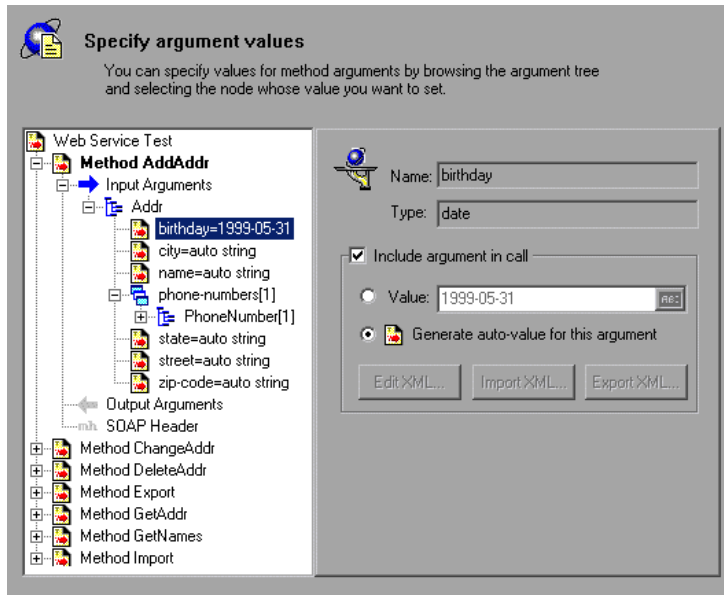 Specify argument values
You can specify values for method arguments by browsing the argument tree
and selecting the node whose value you want to set.
Web Service Test
Method AddAddr
Input Arguments
Addr
birthday=1999-05-31
city=auto string
name=auto string
phone-numbers[1]
PhoneNumber[1]
state=auto string
street=auto string
zip-code=auto string
Output Arguments
mh SOAP Header
Method ChangeAddr
Method DeleteAddr
Method Export
Method GetAddr
Method GetNames
Method Import
Name: birthday
Type: date
Include argument in call
Value: 1999-05-31
Generate auto-value for this argument
Edit XML... Import XML... Export XML...